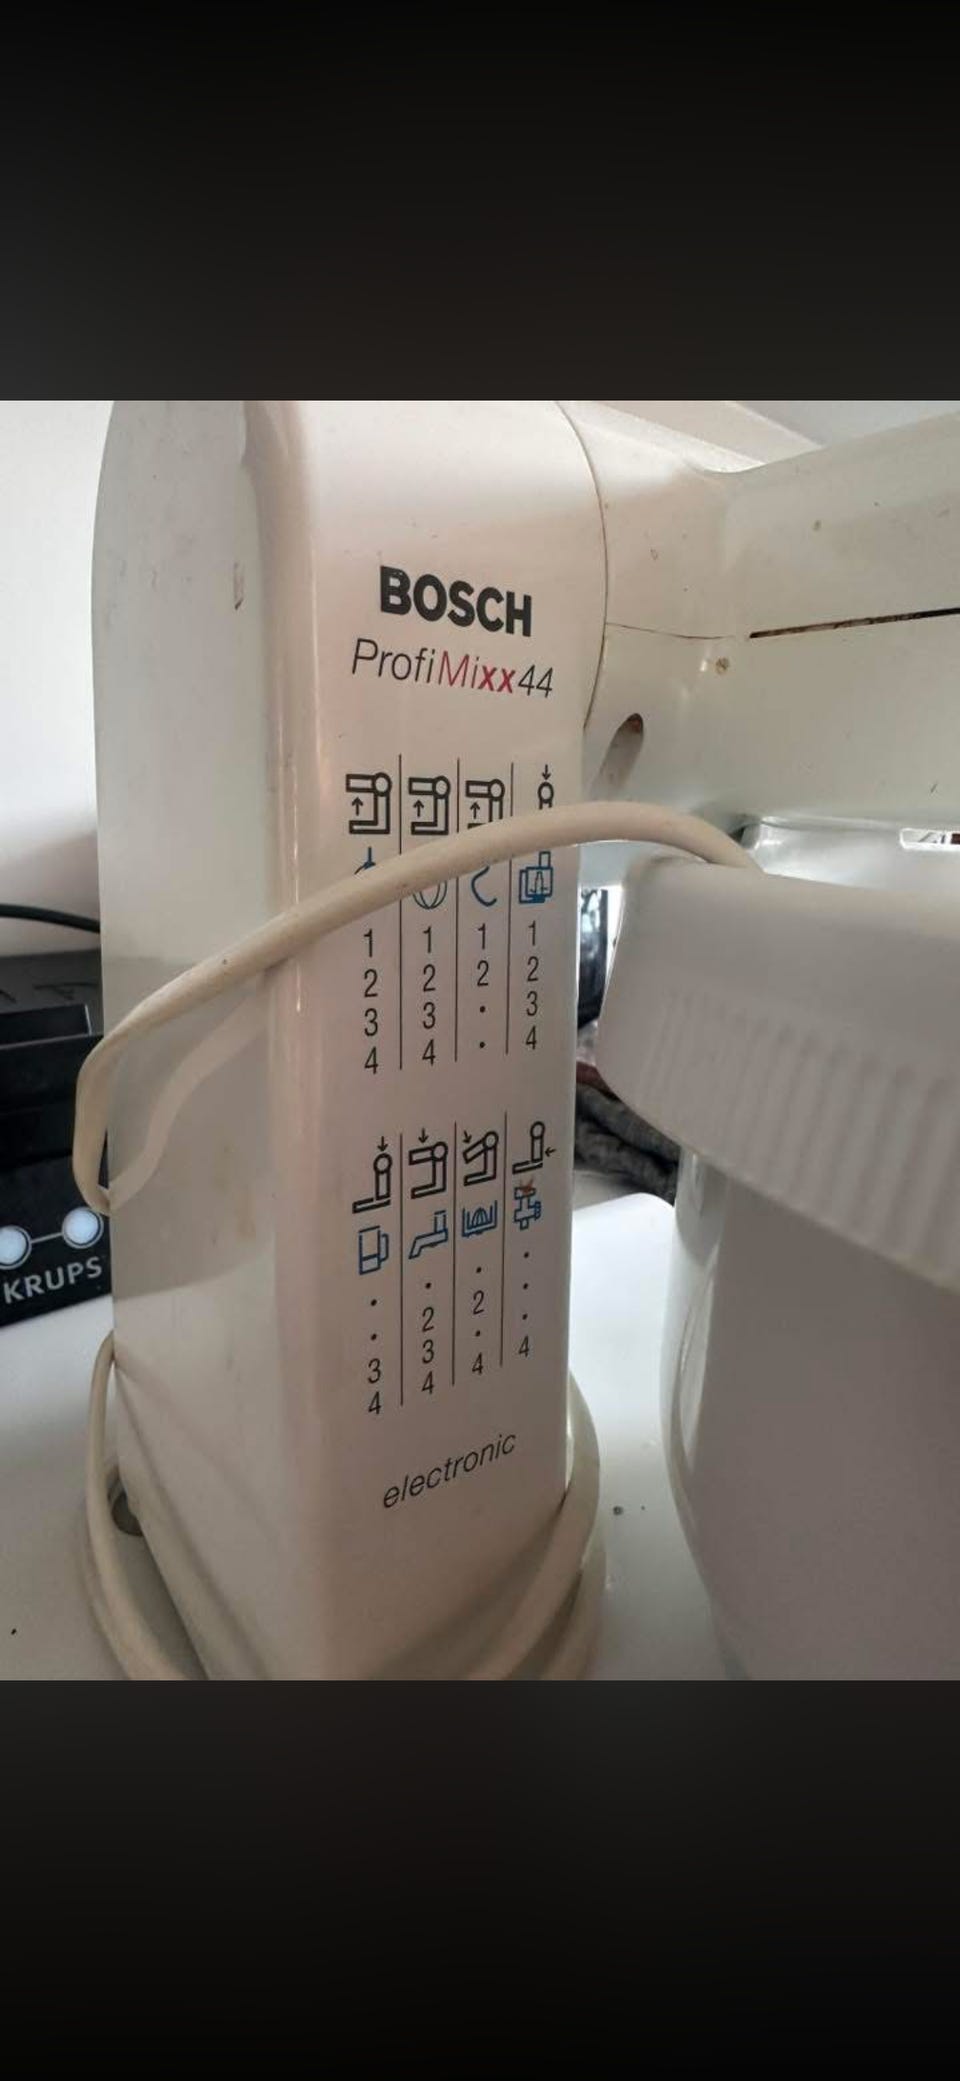 BOSCH
ProfiMixx44
1 1 1 1
2 2 2 2
3 3 . 3
4 4 . 4
. . . .
. 2 2 .
3 3 . .
4 4 4 4
electronic
KRUPS